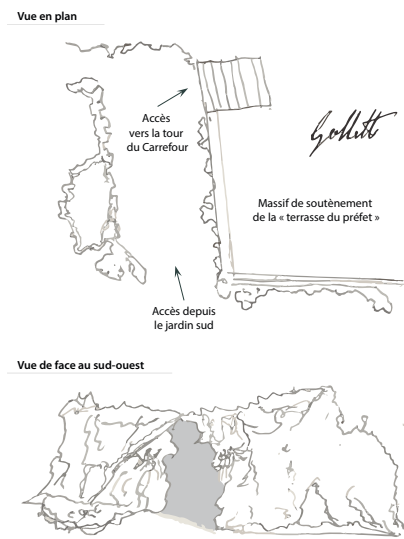 Vue en plan
Accès
vers la tour
du Carrefour
Massif de soutènement
de la « terrasse du préfet »
Accès depuis
le jardin sud
Vue de face au sud-ouest